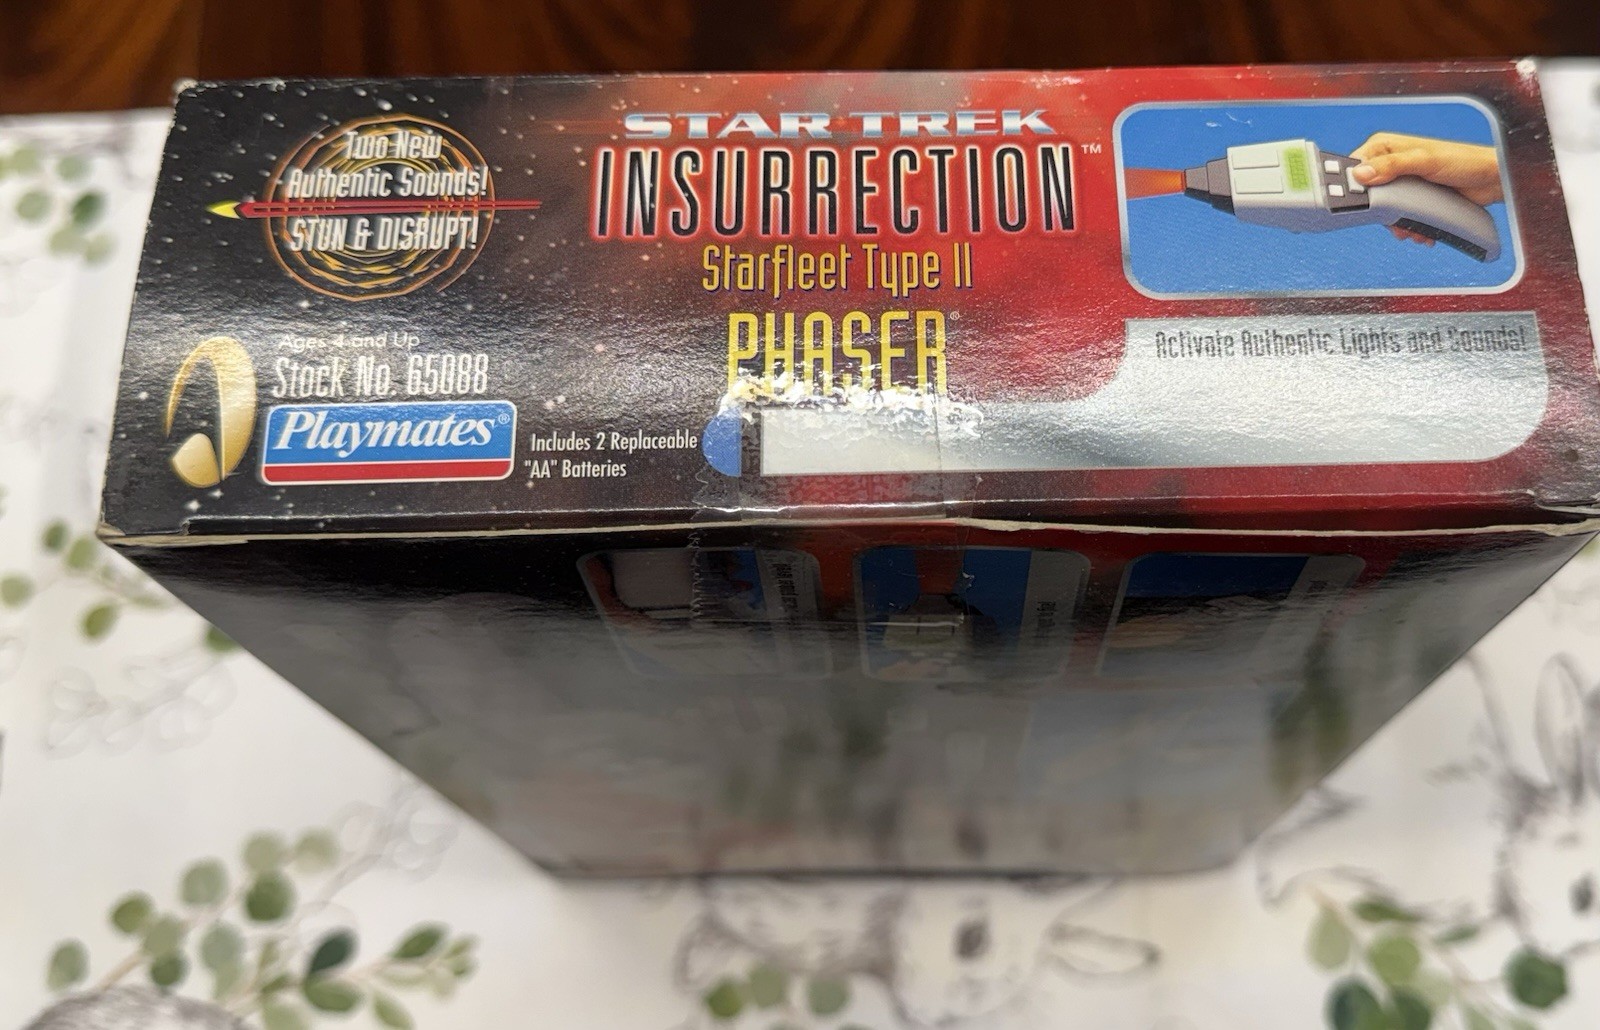 Two New
Authentic Sounds!
STUN & DISRUPT!
STAR TREK
INSURRECTION™
Starfleet Type II
PHASER®
Ages 4 and Up
Stock No. 65088
Playmates®
Includes 2 Replaceable
"AA" Batteries
Activate Authentic Lights and Sounds!